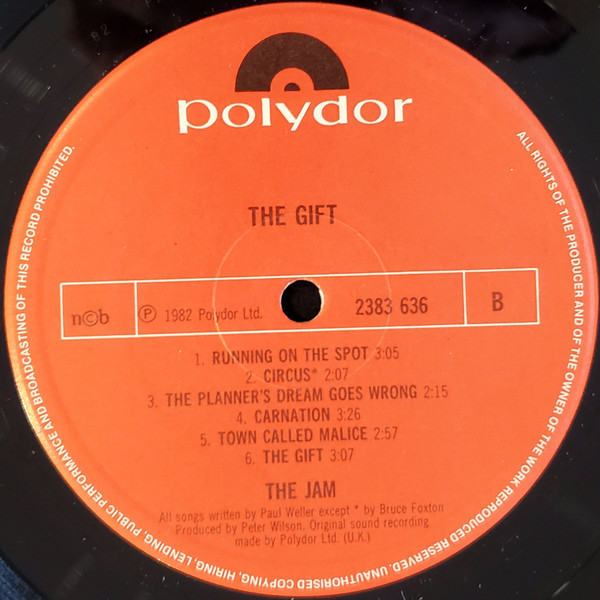 polydor
THE GIFT
n©b
℗ 1982 Polydor Ltd.
2383 636
B
1. RUNNING ON THE SPOT 3:05
2. CIRCUS* 2:07
3. THE PLANNER'S DREAM GOES WRONG 2:15
4. CARNATION 3:26
5. TOWN CALLED MALICE 2:57
6. THE GIFT 3:07
THE JAM
All songs written by Paul Weller except * by Bruce Foxton
Produced by Peter Wilson. Original sound recording
made by Polydor Ltd. (U.K.)
ALL RIGHTS OF THE PRODUCER AND OF THE OWNER OF THE WORK REPRODUCED RESERVED. UNAUTHORISED COPYING, HIRING, LENDING, PUBLIC PERFORMANCE AND BROADCASTING OF THIS RECORD PROHIBITED.